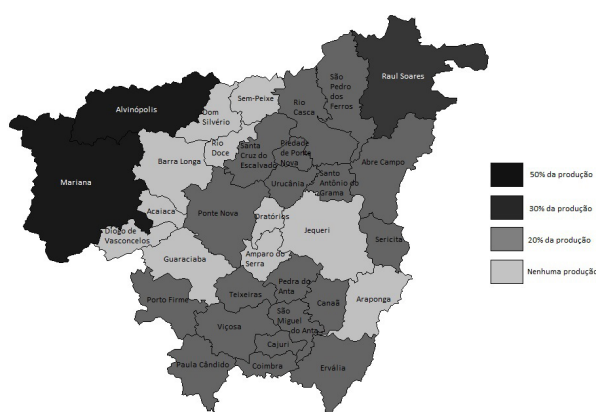 Raul Soares
São
Pedro
dos
Ferros
Sem-Peixe
Rio
Casca
Alvinópolis
Dom
Silvério
Rio
Doce
Santa
Cruz do
Escalvado
Piedade
de Ponte
Nova
Barra Longa
Abre Campo
Mariana
Urucânia
Santo
Antônio do
Grama
Acaiaca
Ponte Nova
Oratórios
Jequeri
Diogo de
Vasconcelos
Sericita
Guaraciaba
Amparo do
Serra
Pedra do
Anta
Porto Firme
Teixeiras
Canaã
Araponga
São
Miguel
do Anta
Viçosa
Cajuri
Paula Cândido
Coimbra
Ervália
50% da produção
30% da produção
20% da produção
Nenhuma produção